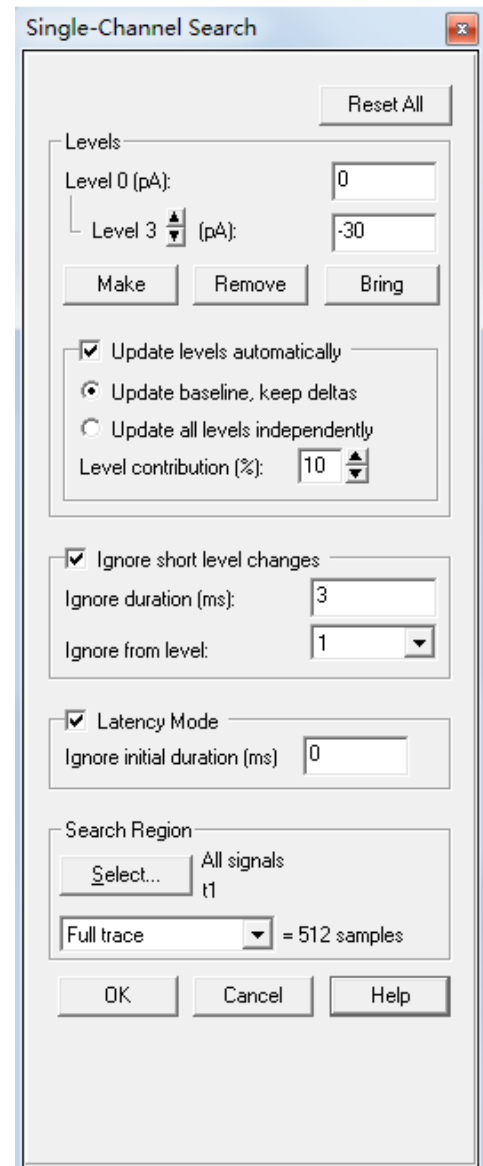 Single-Channel Search
Reset All
Levels
Level 0 (pA): 0
Level 3 (pA): -30
Make Remove Bring
Update levels automatically
Update baseline, keep deltas
Update all levels independently
Level contribution (%): 10
Ignore short level changes
Ignore duration (ms): 3
Ignore from level: 1
Latency Mode
Ignore initial duration (ms) 0
Search Region
Select... All signals
t1
Full trace = 512 samples
OK Cancel Help